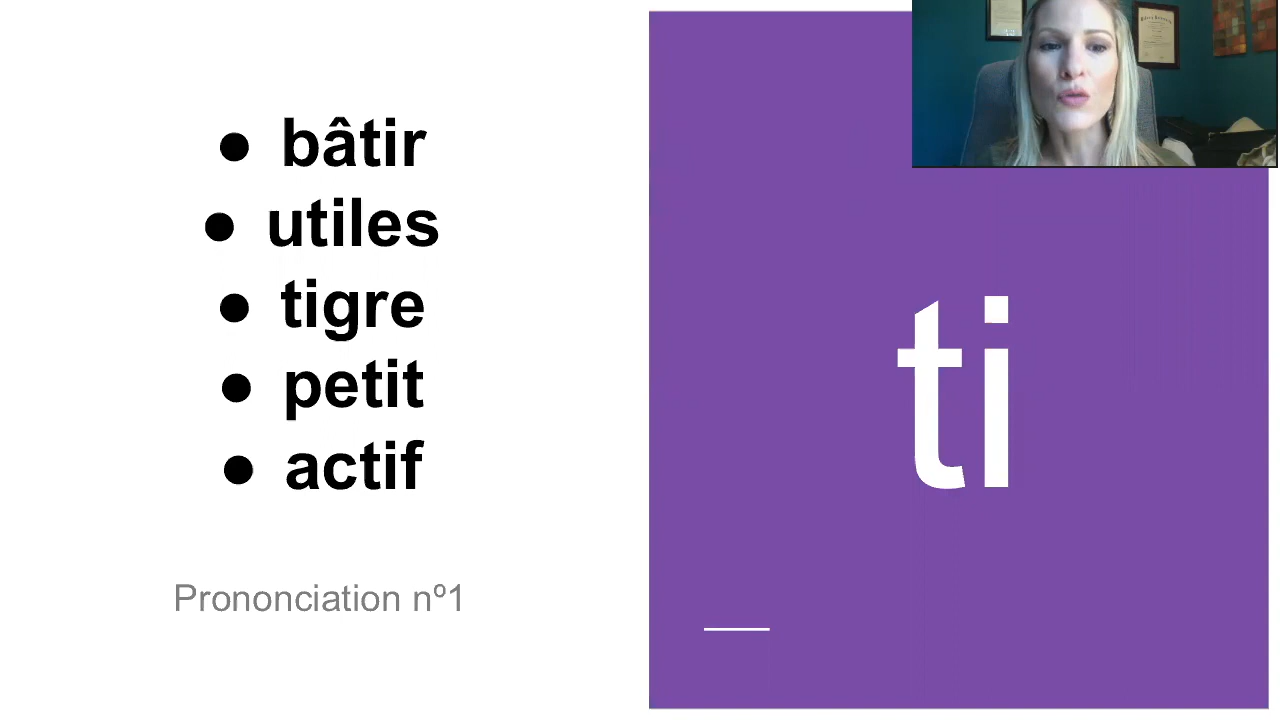 ● bâtir
● utiles
● tigre
● petit
● actif
Prononciation nº1
ti